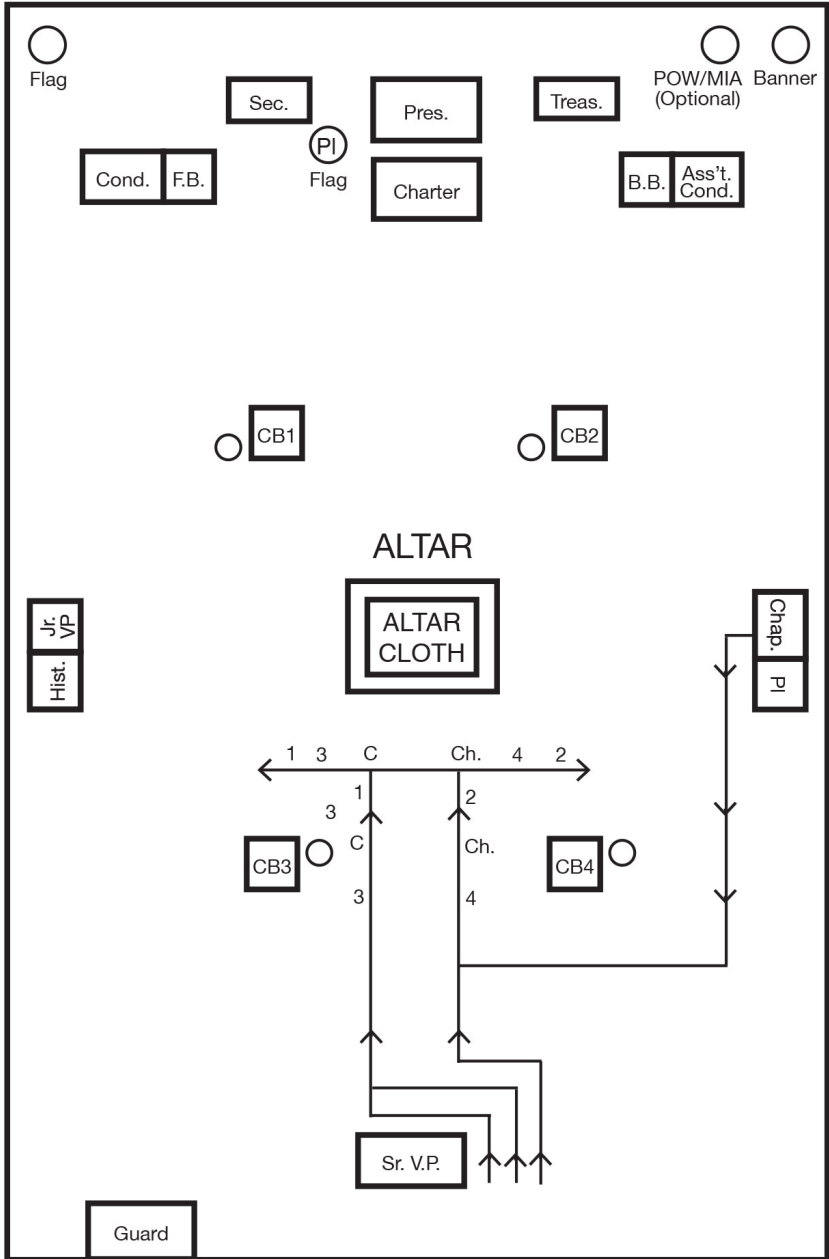 Flag
POW/MIA
(Optional)
Banner
Sec.
Pres.
Treas.
PI
Flag
Cond.
F.B.
Charter
B.B.
Ass't.
Cond.
CB1
CB2
ALTAR
ALTAR
CLOTH
Jr.
VP
Hist.
Chap.
PI
1 3 C Ch. 4 2
1 2
3
C Ch.
3 4
CB3
CB4
Sr. V.P.
Guard